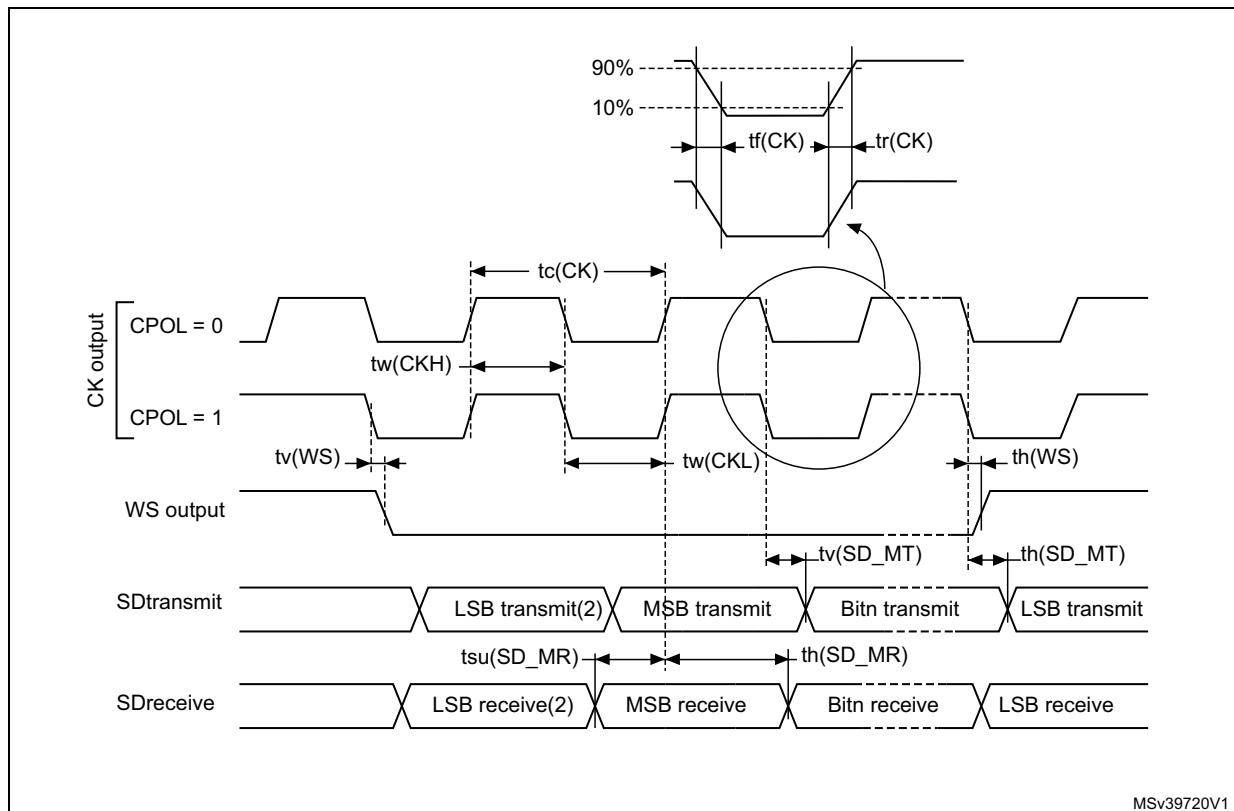 90%
10%
tf(CK)
tr(CK)
tc(CK)
CK output
CPOL = 0
tw(CKH)
CPOL = 1
tv(WS)
tw(CKL)
th(WS)
WS output
tv(SD_MT)
th(SD_MT)
SDtransmit
LSB transmit(2)
MSB transmit
Bitn transmit
LSB transmit
tsu(SD_MR)
th(SD_MR)
SDreceive
LSB receive(2)
MSB receive
Bitn receive
LSB receive
MSv39720V1